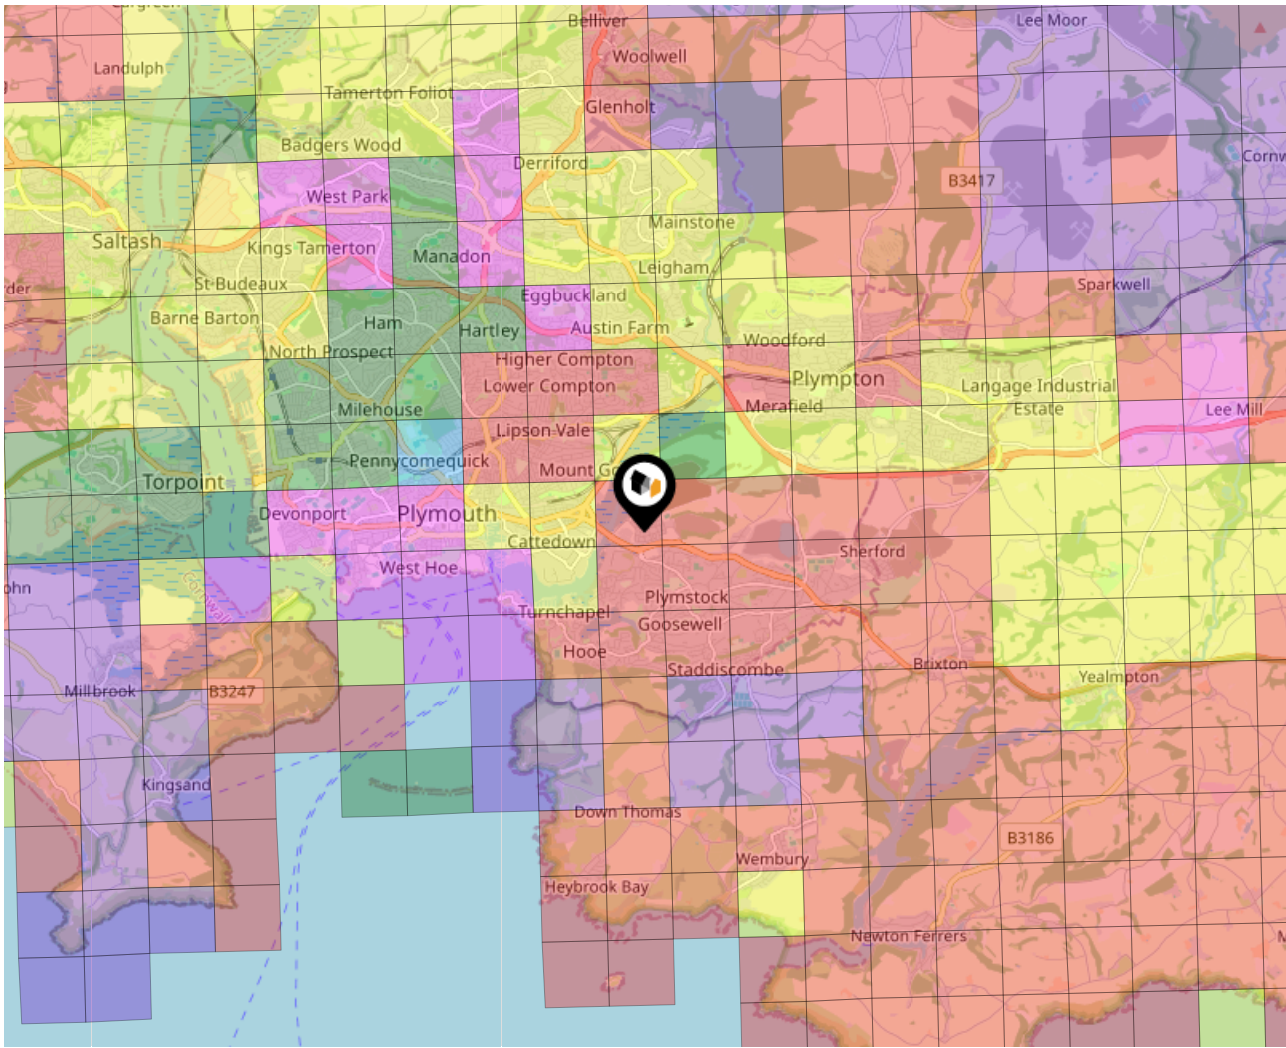 Belliver
Lee Moor
Woolwell
Landulph
Tamerton Foliot
Glenholt
Badgers Wood
Derriford
B3417
West Park
Mainstone
Saltash
Kings Tamerton
Manadon
Leigham
St Budeaux
Sparkwell
Eggbuckland
Barne Barton
Ham
Hartley
Austin Farm
North Prospect
Woodford
Higher Compton
Plympton
Lower Compton
Langage Industrial
Estate
Milehouse
Merafield
Lee Mill
Lipson Vale
Pennycomequick
Mount Go
Torpoint
Devonport
Plymouth
Cattedown
Sherford
West Hoe
Cornwall
Plymstock
Turnchapel
Goosewell
Hooe
Staddiscombe
Brixton
Yealmpton
Millbrook
B3247
Kingsand
Down Thomas
B3186
Wembury
Heybrook Bay
Newton Ferrers